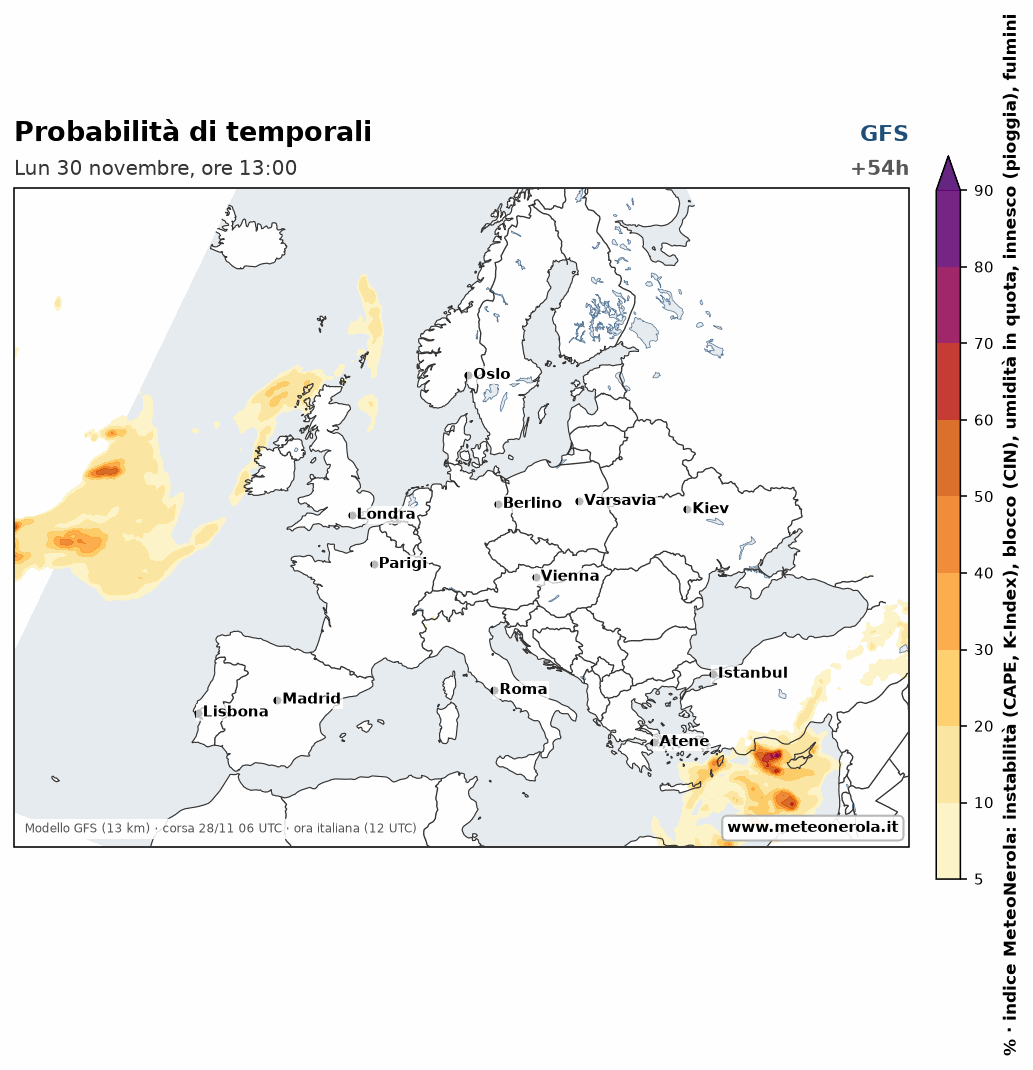 Probabilità di temporali
GFS
Lun 30 novembre, ore 13:00
+54h
Oslo
Londra
Berlino
Varsavia
Kiev
Parigi
Vienna
Istanbul
Roma
Madrid
Lisbona
Atene
Modello GFS (13 km) · corsa 28/11 06 UTC · ora italiana (12 UTC)
www.meteonerola.it
90
80
70
60
50
40
30
20
10
5
% · indice MeteoNerola: instabilità (CAPE, K-Index), blocco (CIN), umidità in quota, innesco (pioggia), fulmini